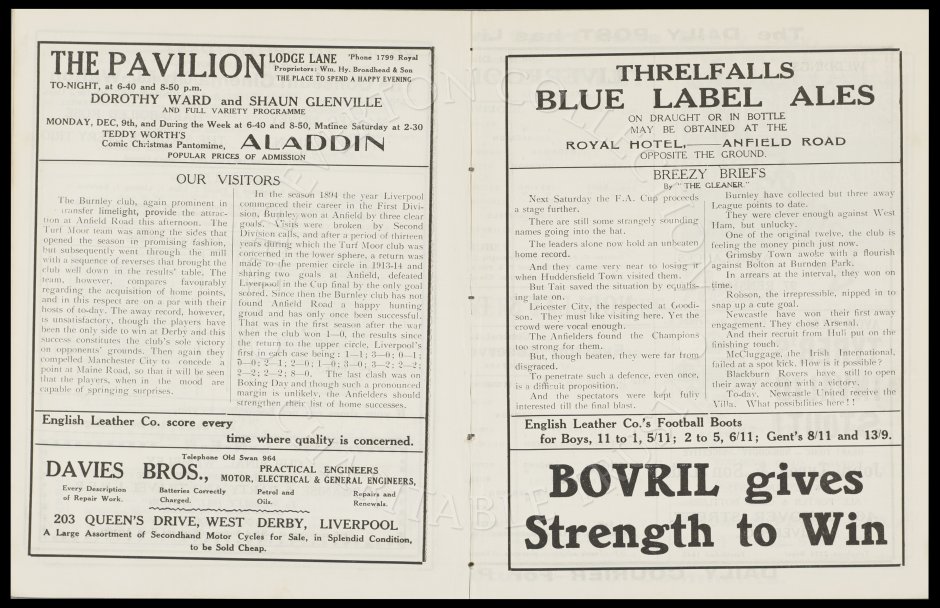 THE PAVILION LODGE LANE 'Phone 1799 Royal
Proprietors: Wm. Hy. Broadhead & Son
THE PLACE TO SPEND A HAPPY EVENING
TO-NIGHT, at 6-40 and 8-50 p.m.
DOROTHY WARD and SHAUN GLENVILLE
AND FULL VARIETY PROGRAMME
MONDAY, DEC, 9th, and During the Week at 6-40 and 8-50, Matinee Saturday at 2-30
TEDDY WORTH'S
Comic Christmas Pantomime, ALADDIN
POPULAR PRICES OF ADMISSION
OUR VISITORS
The Burnley club, again prominent in
transfer limelight, provide the attrac-
tion at Anfield Road this afternoon. The
Turf Moor team was among the sides that
opened the season in promising fashion,
but subsequently went through the mill
with a sequence of reverses that brought the
club well down in the results' table. The
team, however, compares favourably
regarding the acquisition of home points,
and in this respect are on a par with their
hosts of to-day. The away record, however,
is unsatisfactory, though the players have
been the only side to win at Derby and this
success constitutes the club's sole victory
on opponents' grounds. Then again they
compelled Manchester City to concede a
point at Maine Road, so that it will be seen
that the players, when in the mood are
capable of springing surprises.
In the season 1894 the year Liverpool
commenced their career in the First Divi-
sion, Burnley won at Anfield by three clear
goals. Visits were broken by Second
Division calls, and after a period of thirteen
years during which the Turf Moor club was
concerned in the lower sphere, a return was
made to the premier circle in 1913-14 and
sharing two goals at Anfield, defeated
Liverpool in the Cup final by the only goal
scored. Since then the Burnley club has not
found Anfield Road a happy hunting
groud and has only once been successful.
That was in the first season after the war
when the club won 1—0, the results since
the return to the upper circle, Liverpool's
first in each case being: 1—1; 3—0; 0—1;
0—0; 2—1; 2—0; 1—0; 3—0; 3—2; 2—2;
2—2; 2—2; 8—0. The last clash was on
Boxing Day and though such a pronounced
margin is unlikely, the Anfielders should
strengthen their list of home successes.
English Leather Co. score every
time where quality is concerned.
Telephone Old Swan 964
DAVIES BROS., PRACTICAL ENGINEERS
MOTOR, ELECTRICAL & GENERAL ENGINEERS,
Every Description
of Repair Work.
Batteries Correctly
Charged.
Petrol and
Oils.
Repairs and
Renewals.
203 QUEEN'S DRIVE, WEST DERBY, LIVERPOOL
A Large Assortment of Secondhand Motor Cycles for Sale, in Splendid Condition,
to be Sold Cheap.
THRELFALLS
BLUE LABEL ALES
ON DRAUGHT OR IN BOTTLE
MAY BE OBTAINED AT THE
ROYAL HOTEL,——ANFIELD ROAD
OPPOSITE THE GROUND.
BREEZY BRIEFS
By "THE GLEANER."
Next Saturday the F.A. Cup proceeds
a stage further.
There are still some strangely sounding
names going into the hat.
The leaders alone now hold an unbeaten
home record.
And they came very near to losing it
when Huddersfield Town visited them.
But Tait saved the situation by equalis-
ing late on.
Leicester City, the respected at Goodi-
son. They must like visiting here. Yet the
crowd were vocal enough.
The Anfielders found the Champions
too strong for them.
But, though beaten, they were far from
disgraced.
To penetrate such a defence, even once,
is a difficult proposition.
And the spectators were kept fully
interested till the final blast.
Burnley have collected but three away
League points to date.
They were clever enough against West
Ham, but unlucky.
One of the original twelve, the club is
feeling the money pinch just now.
Grimsby Town awoke with a flourish
against Bolton at Burnden Park.
In arrears at the interval, they won on
time.
Robson, the irrepressible, nipped in to
snap up a cute goal.
Newcastle have won their first away
engagement. They chose Arsenal.
And their recruit from Hull put on the
finishing touch.
McCluggage, the Irish International,
failed at a spot kick. How is it possible?
Blackburn Rovers have still to open
their away account with a victory.
To-day, Newcastle United receive the
Villa. What possibilities here!!
English Leather Co.'s Football Boots
for Boys, 11 to 1, 5/11; 2 to 5, 6/11; Gent's 8/11 and 13/9.
BOVRIL gives
Strength to Win